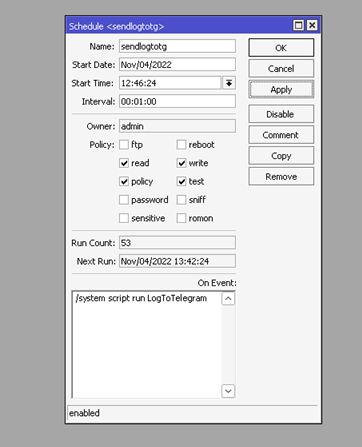 Schedule <sendlogtotg>
Name: sendlogtotg
Start Date: Nov/04/2022
Start Time: 12:46:24
Interval: 00:01:00
Owner: admin
Policy: ftp reboot
read write
policy test
password sniff
sensitive romon
Run Count: 53
Next Run: Nov/04/2022 13:42:24
On Event:
/system script run LogToTelegram
enabled
OK
Cancel
Apply
Disable
Comment
Copy
Remove